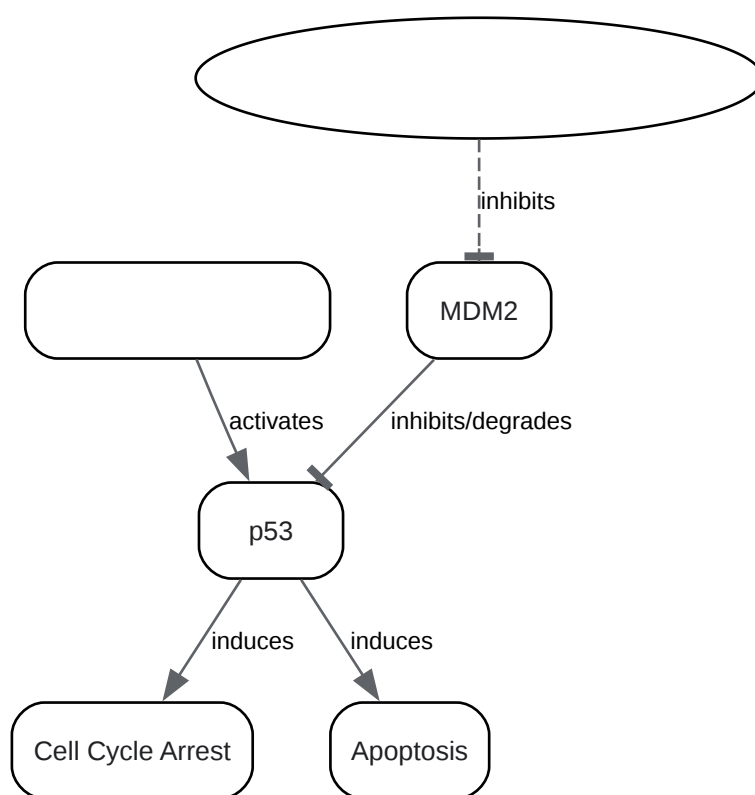 inhibits
MDM2
activates
inhibits/degrades
p53
induces
induces
Cell Cycle Arrest
Apoptosis